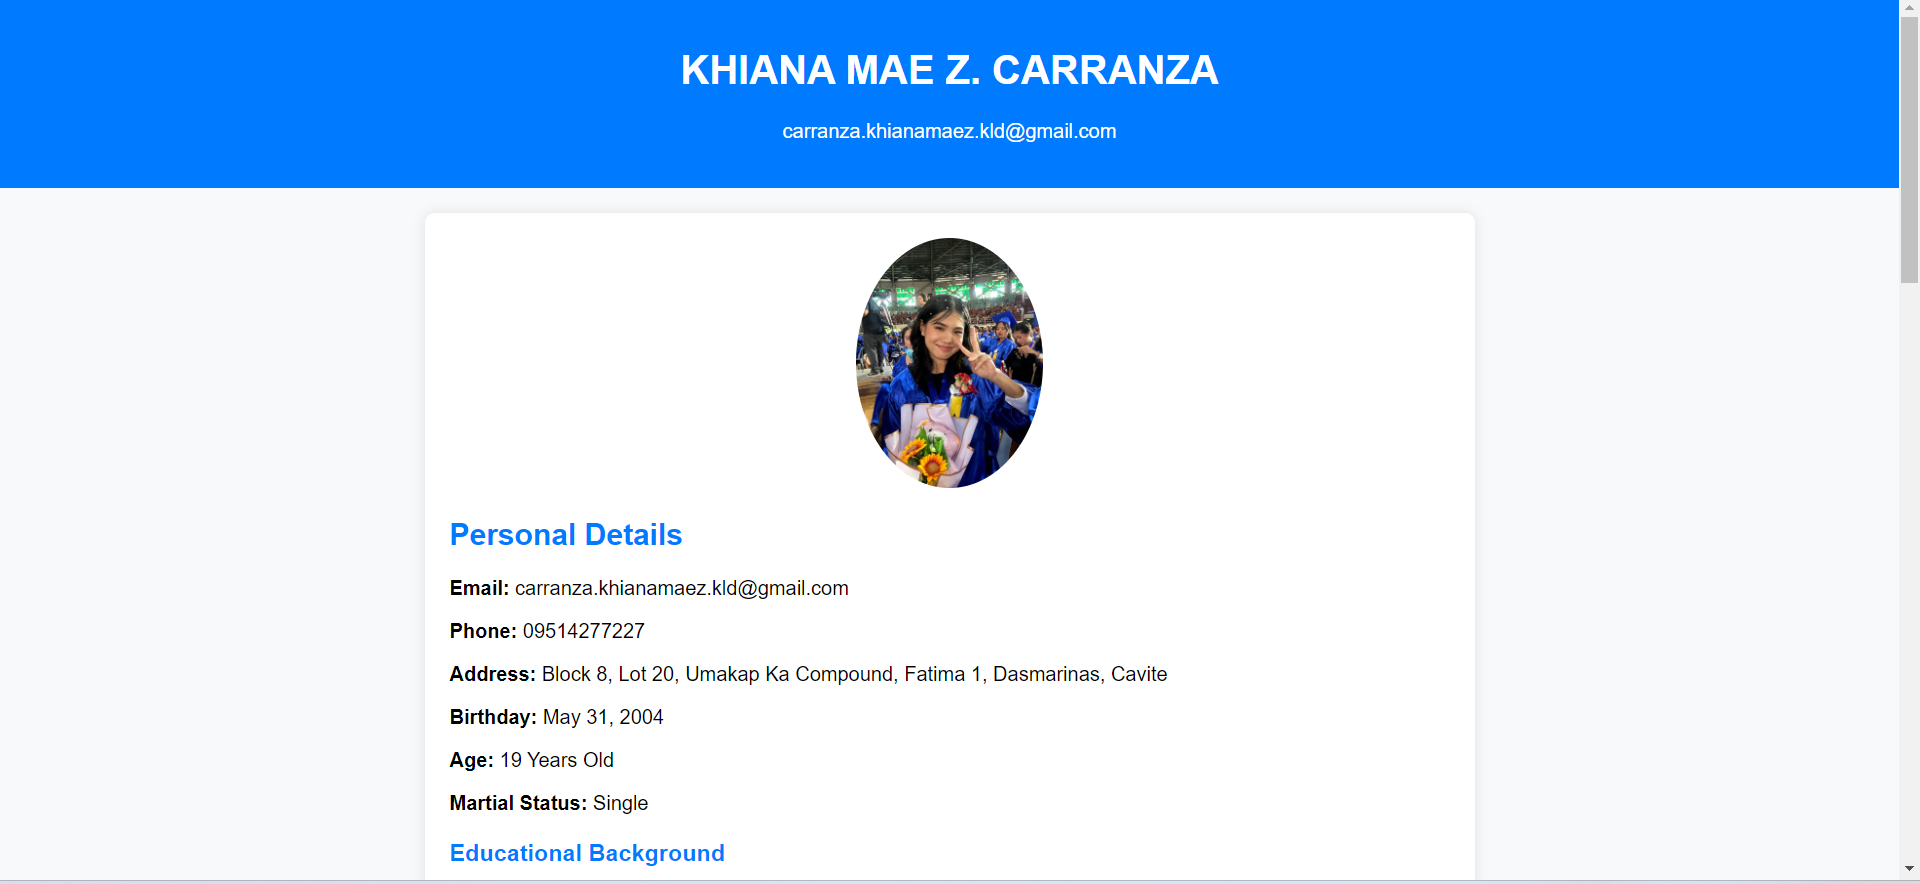 KHIANA MAE Z. CARRANZA
carranza.khianamaez.kld@gmail.com
Personal Details
Email: carranza.khianamaez.kld@gmail.com
Phone: 09514277227
Address: Block 8, Lot 20, Umakap Ka Compound, Fatima 1, Dasmarinas, Cavite
Birthday: May 31, 2004
Age: 19 Years Old
Martial Status: Single
Educational Background